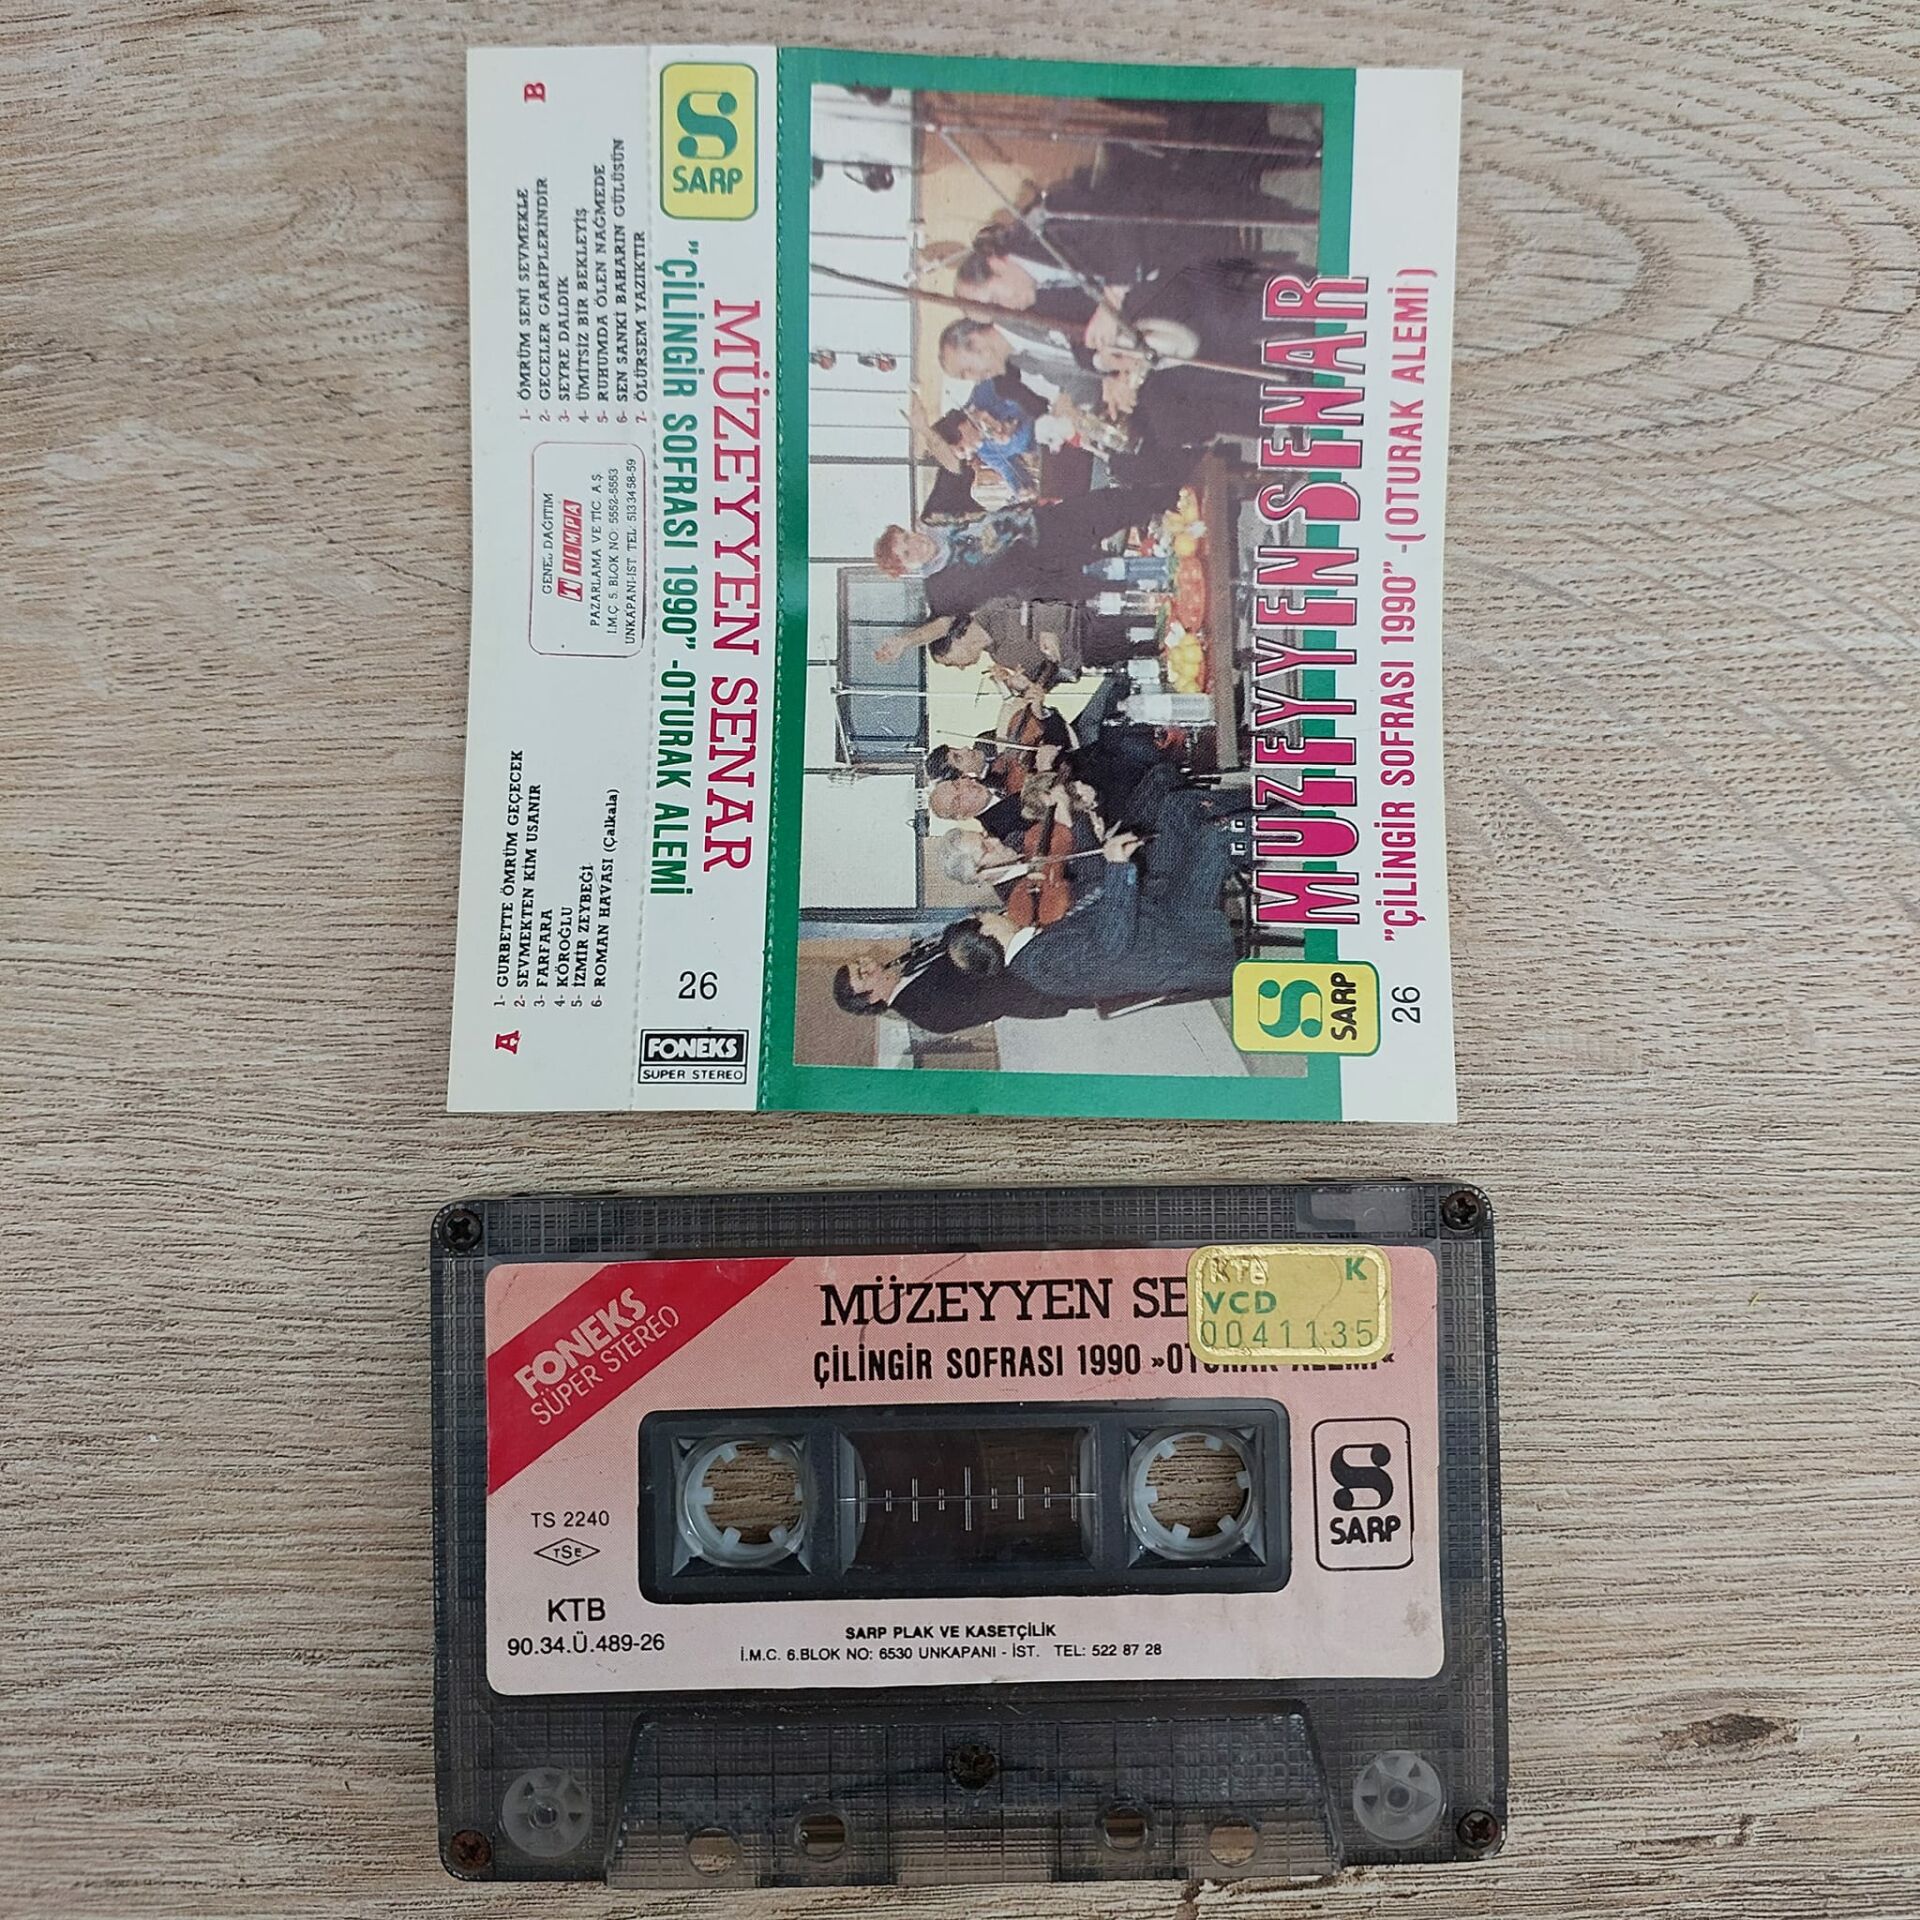 A
1- GURBETTE ÖMRÜM GEÇECEK
2- SEVMEKTEN KİM USANIR
3- FARFARA
4- KÖROĞLU
5- İZMİR ZEYBEĞİ
6- ROMAN HAVASI (Çalkala)
GENEL DAĞITIM
TEMPA
PAZARLAMA VE TİC. A.Ş.
İ.M.Ç. 5. BLOK NO: 5552-5553
UNKAPANI-İST. TEL: 5133458-59
B
1- ÖMRÜM SENİ SEVMEKLE
2- GECELER GARİPLERİNDİR
3- SEYRE DALDIK
4- ÜMİTSİZ BİR BEKLEYİŞ
5- RUHUMDA ÖLEN NAĞMEDE
6- SEN SANKİ BAHARIN GÜLÜSÜN
7- ÖLÜRSEM YAZIKTIR
FONEKS
SUPER STEREO
26
MÜZEYYEN SENAR
"ÇİLİNGİR SOFRASI 1990" -OTURAK ALEMİ
SARP
SARP
26
MÜZEYYEN SENAR
"ÇİLİNGİR SOFRASI 1990" -(OTURAK ALEMİ)
FONEKS
SÜPER STEREO
MÜZEYYEN SE
ÇİLİNGİR SOFRASI 1990 »OTURAK ALEMİ«
KTB K
VCD
0041135
TS 2240
TSE
KTB
90.34.Ü.489-26
SARP
SARP PLAK VE KASETÇİLİK
İ.M.C. 6.BLOK NO: 6530 UNKAPANI - İST. TEL: 522 87 28